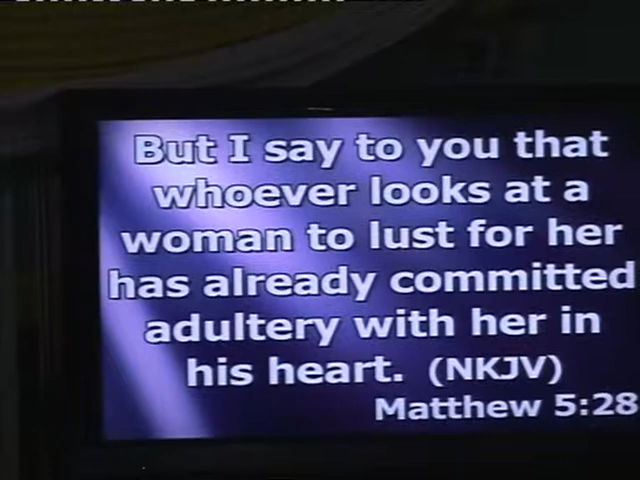 But I say to you that
whoever looks at a
woman to lust for her
has already committed
adultery with her in
his heart. (NKJV)
Matthew 5:28